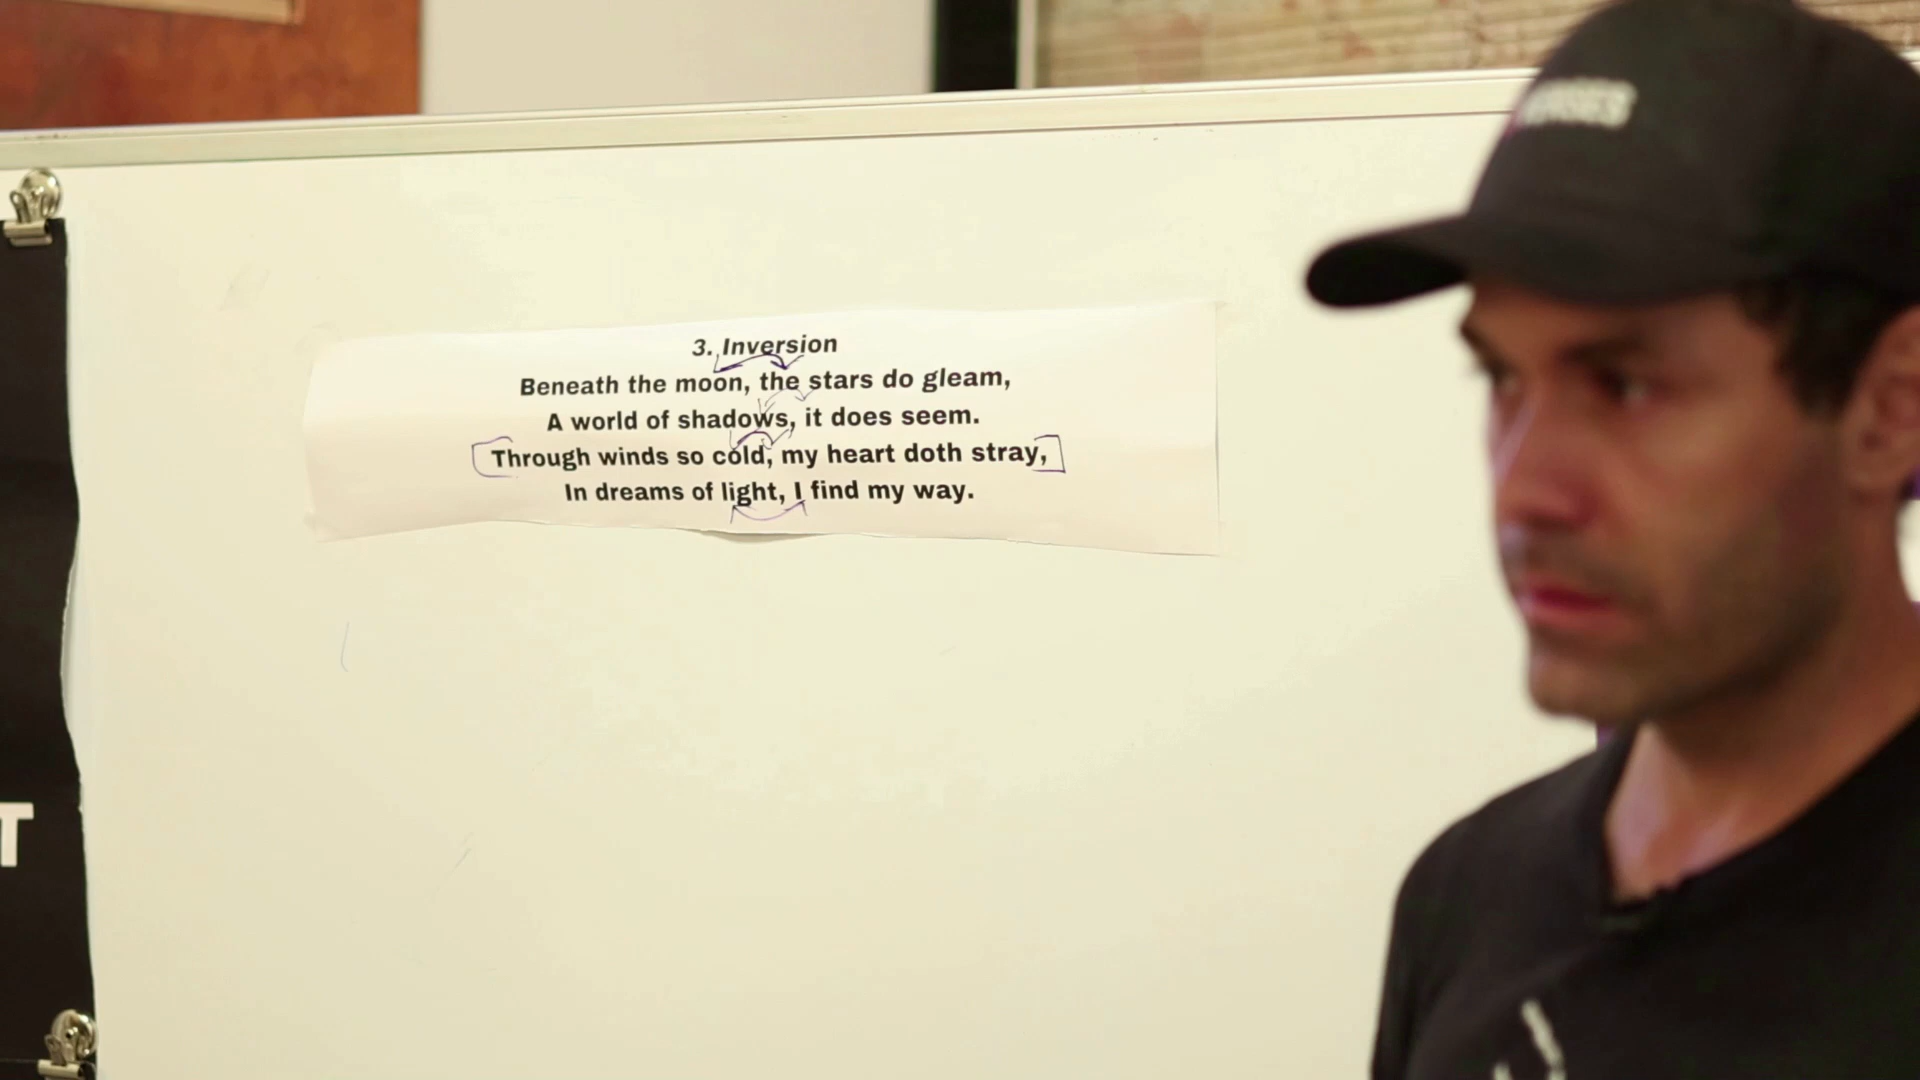 3. Inversion
Beneath the moon, the stars do gleam,
A world of shadows, it does seem.
Through winds so cold, my heart doth stray,
In dreams of light, I find my way.
T